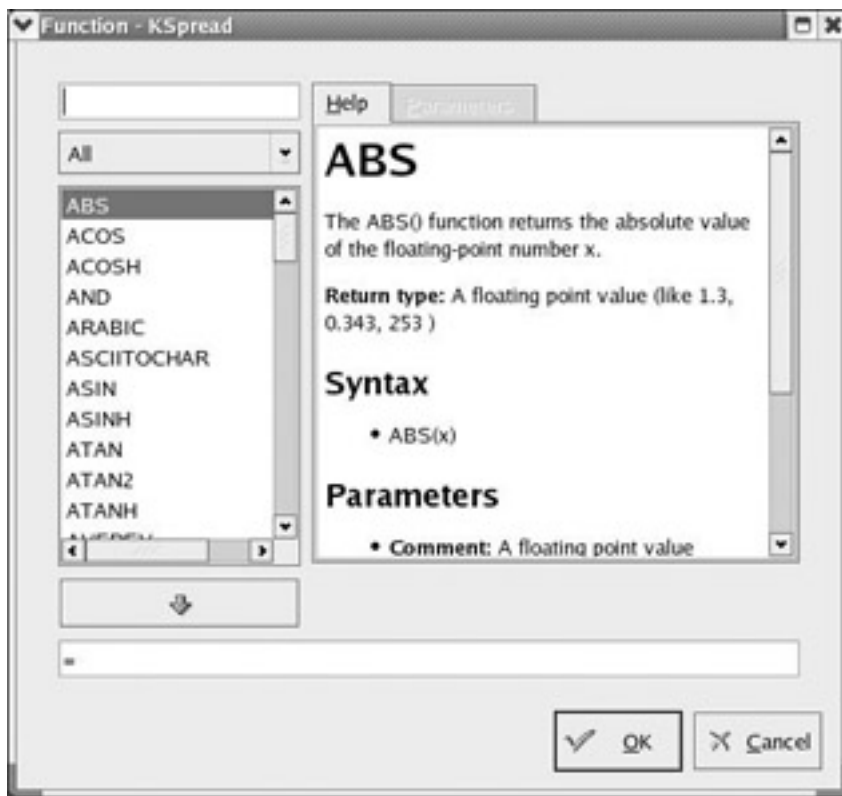 Function - KSpread
All
ABS
ACOS
ACOSH
AND
ARABIC
ASCIITOCHAR
ASIN
ASINH
ATAN
ATAN2
ATANH
Help
Parameters
ABS
The ABS() function returns the absolute value
of the floating-point number x.
Return type: A floating point value (like 1.3,
0.343, 253 )
Syntax
• ABS(x)
Parameters
• Comment: A floating point value
=
OK
Cancel